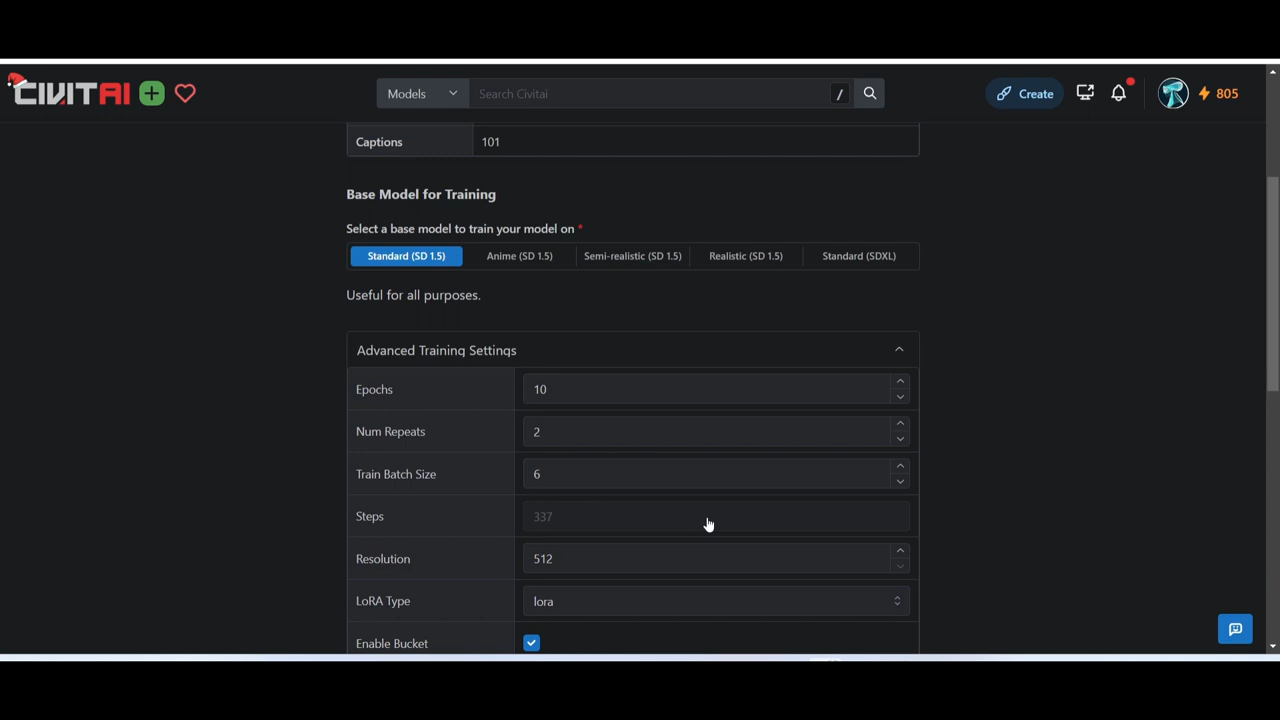 CIVITAI
Models
Search Civitai
/
Create
805
Captions
101
Base Model for Training
Select a base model to train your model on *
Standard (SD 1.5)
Anime (SD 1.5)
Semi-realistic (SD 1.5)
Realistic (SD 1.5)
Standard (SDXL)
Useful for all purposes.
Advanced Training Settings
Epochs
10
Num Repeats
2
Train Batch Size
6
Steps
337
Resolution
512
LoRA Type
lora
Enable Bucket